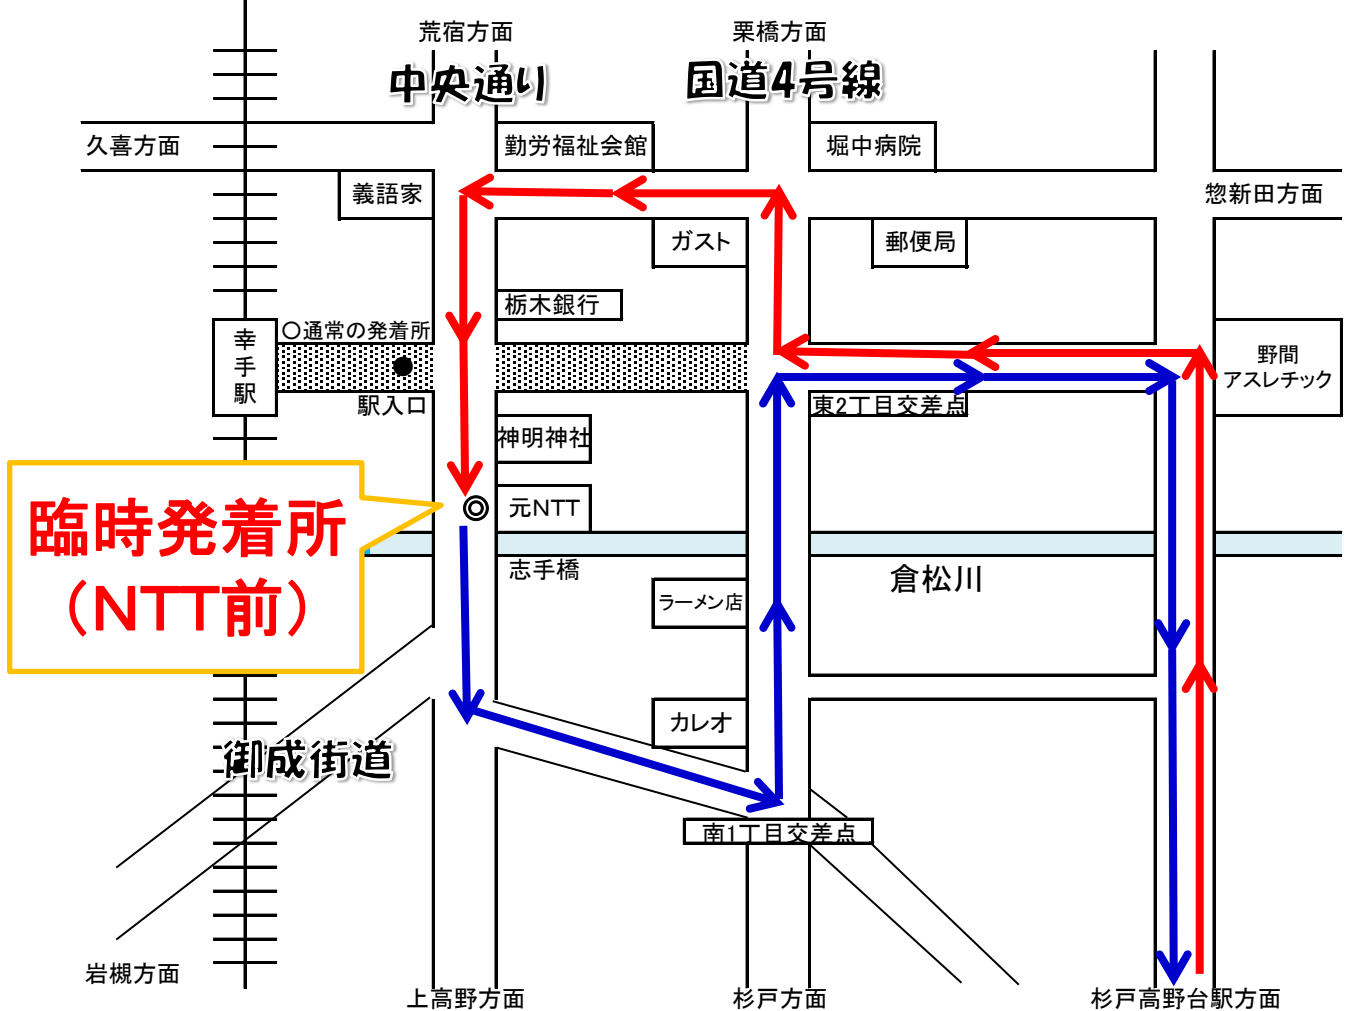 荒宿方面
栗橋方面
中央通り
国道4号線
久喜方面
勤労福祉会館
堀中病院
義語家
惣新田方面
ガスト
郵便局
栃木銀行
○通常の発着所
幸手駅
野間
アスレチック
駅入口
東2丁目交差点
神明神社
元NTT
臨時発着所
（NTT前）
志手橋
倉松川
ラーメン店
カレオ
御成街道
南1丁目交差点
岩槻方面
上高野方面
杉戸方面
杉戸高野台駅方面